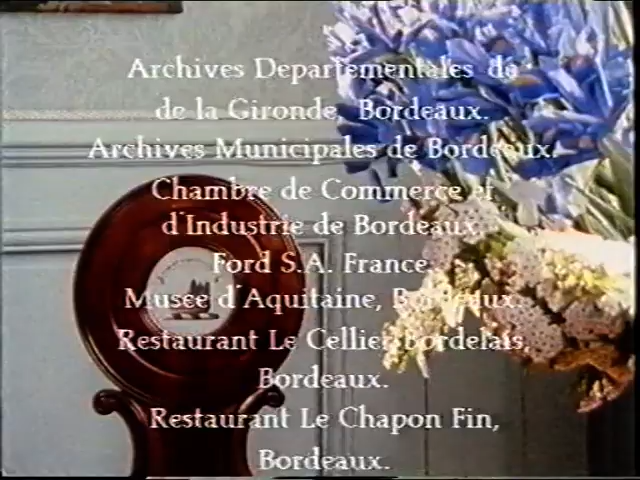 Archives Departementales de
de la Gironde, Bordeaux.
Archives Municipales de Bordeaux.
Chambre de Commerce et
d'Industrie de Bordeaux.
Ford S.A. France.
Musee d'Aquitaine, Bordeaux.
Restaurant Le Cellier Bordelais,
Bordeaux.
Restaurant Le Chapon Fin,
Bordeaux.